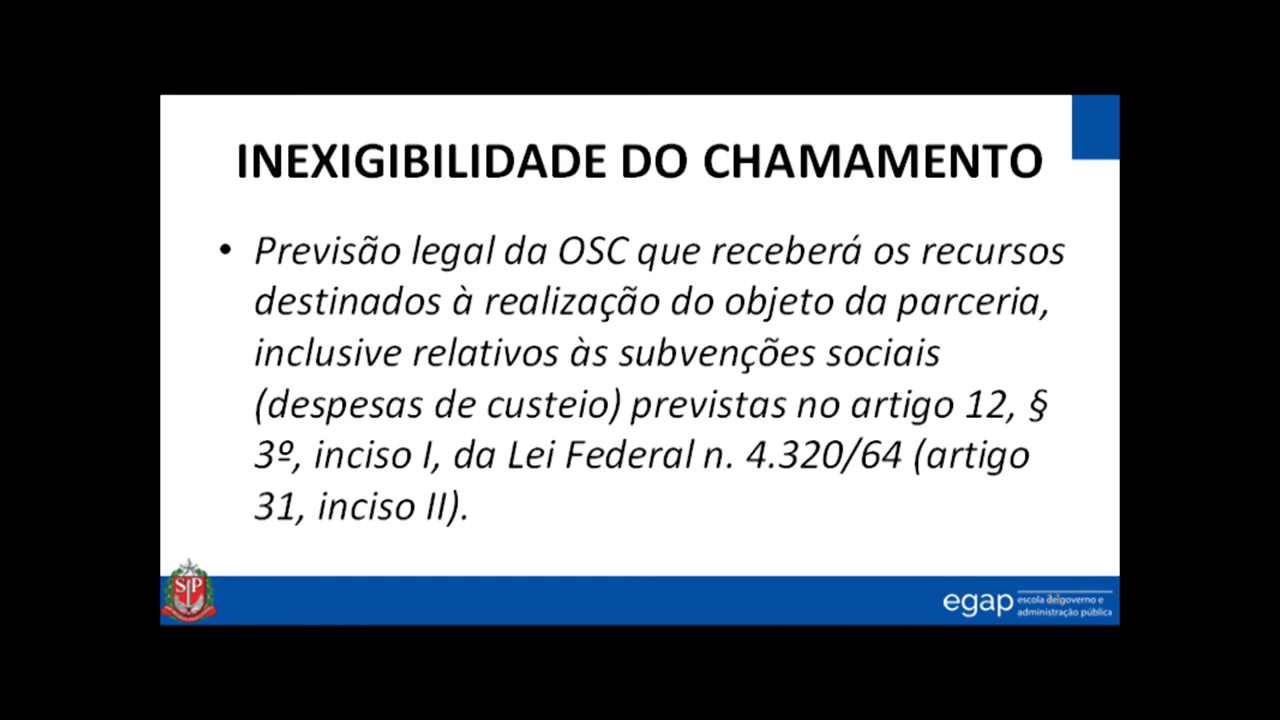 INEXIGIBILIDADE DO CHAMAMENTO
• Previsão legal da OSC que receberá os recursos
destinados à realização do objeto da parceria,
inclusive relativos às subvenções sociais
(despesas de custeio) previstas no artigo 12, §
3º, inciso I, da Lei Federal n. 4.320/64 (artigo
31, inciso II).
SP
egap
escola de governo e
administração pública